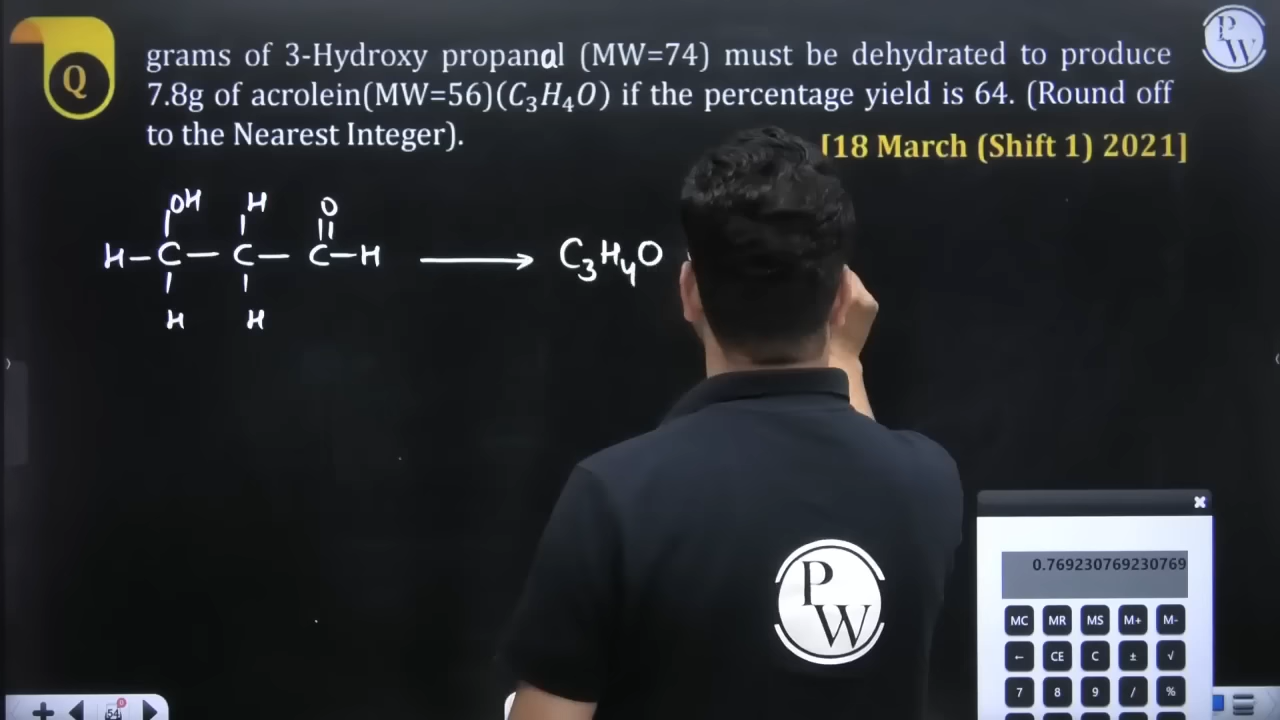 Q
grams of 3-Hydroxy propanal (MW=74) must be dehydrated to produce
7.8g of acrolein(MW=56)(C₃H₄O) if the percentage yield is 64. (Round off
to the Nearest Integer).
[18 March (Shift 1) 2021]
P
W
OH H O
H–C–C–C–H ⟶ C₃H₄O
H H
P
W
×
0.769230769230769
MC MR MS M+ M-
← CE C ± √
7 8 9 / %
54